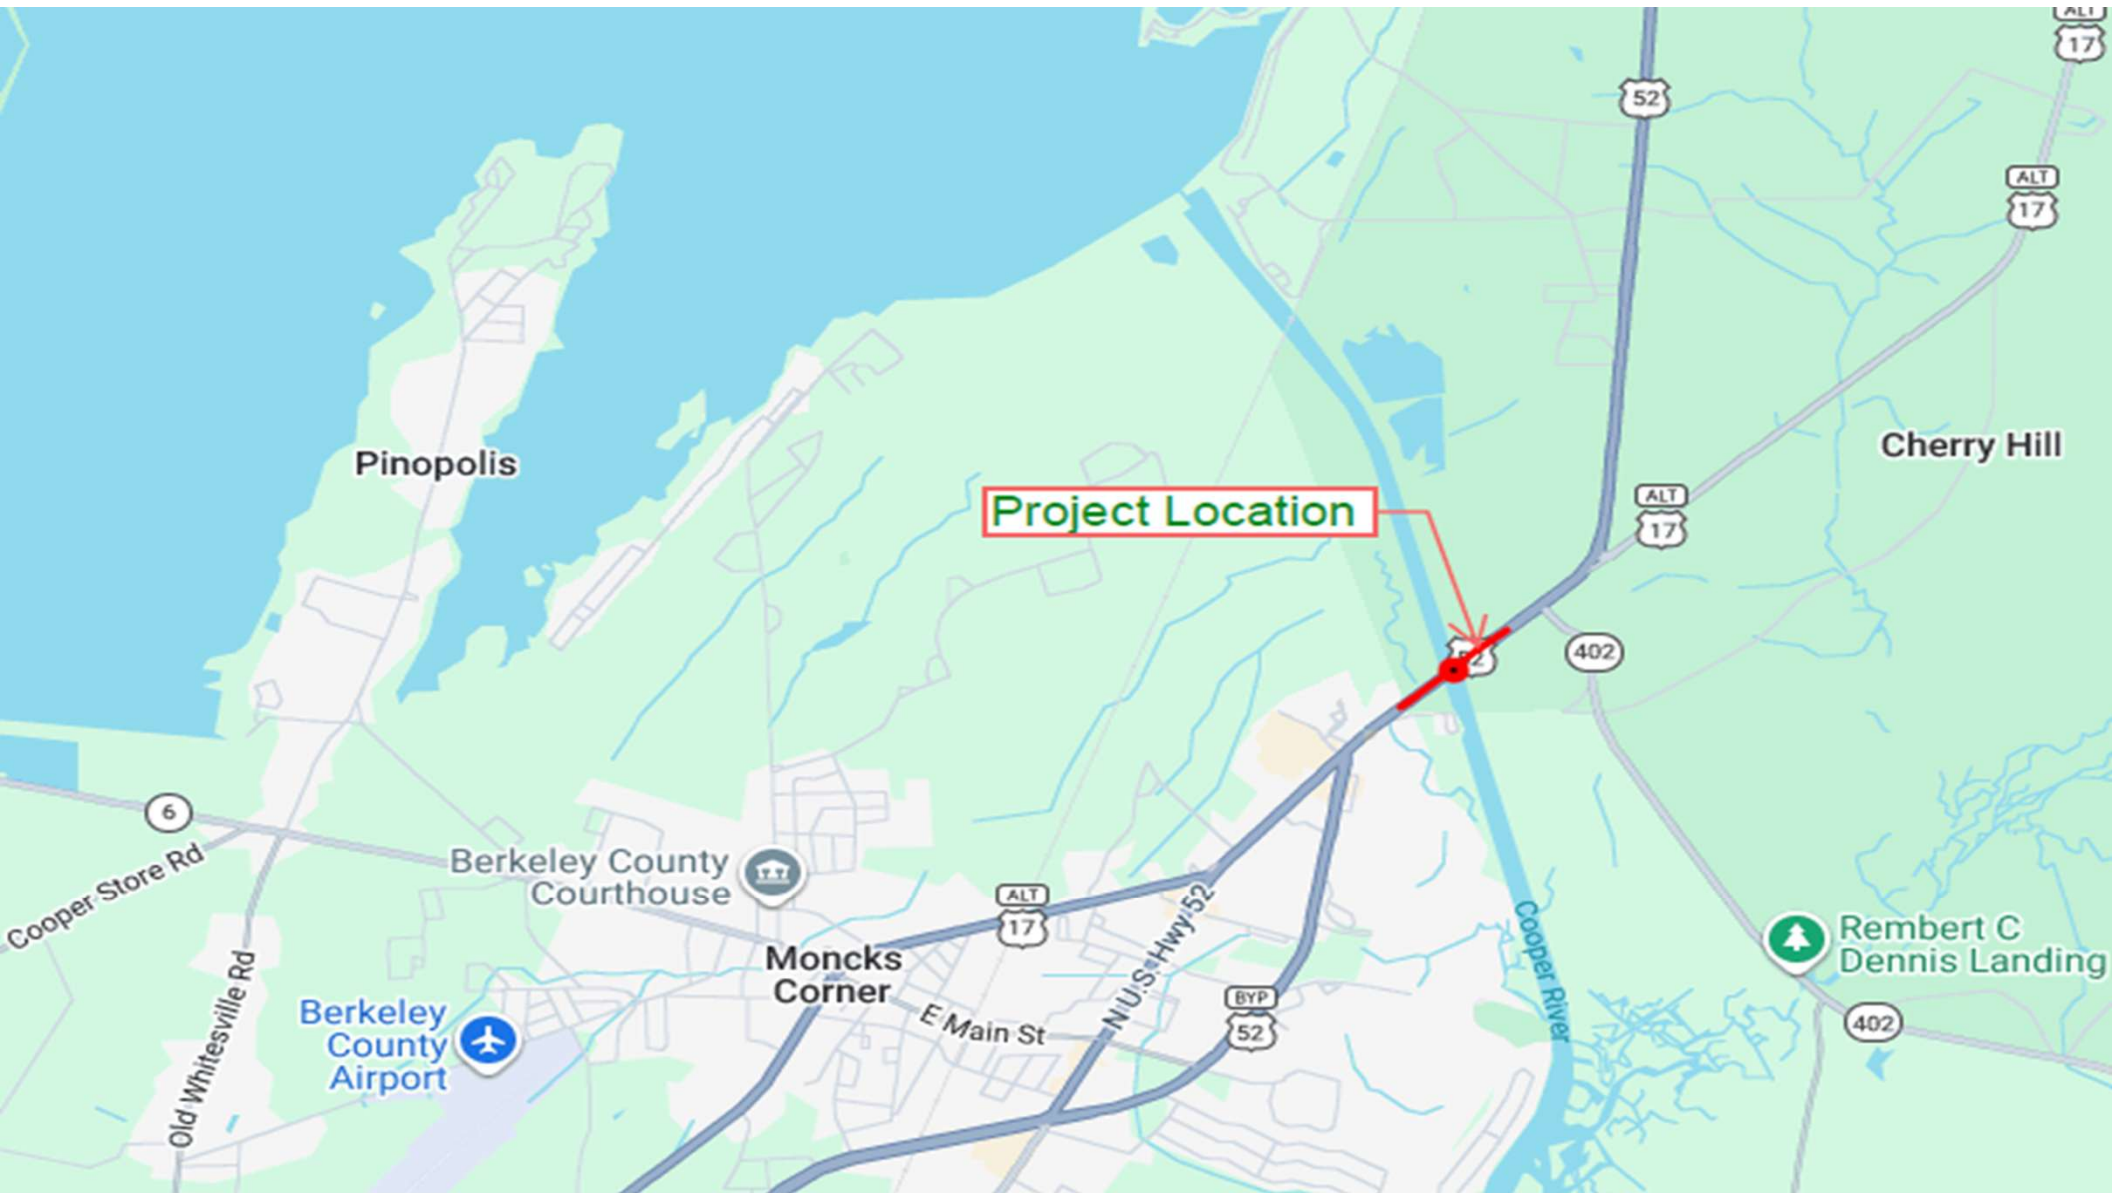 ALT
17
52
ALT
17
Pinopolis
Cherry Hill
ALT
17
Project Location
52
402
6
Cooper Store Rd
Berkeley County
Courthouse
ALT
17
N U.S. Hwy 52
Cooper River
Rembert C
Dennis Landing
Moncks
Corner
Old Whitesville Rd
Berkeley
County
Airport
E Main St
BYP
52
402